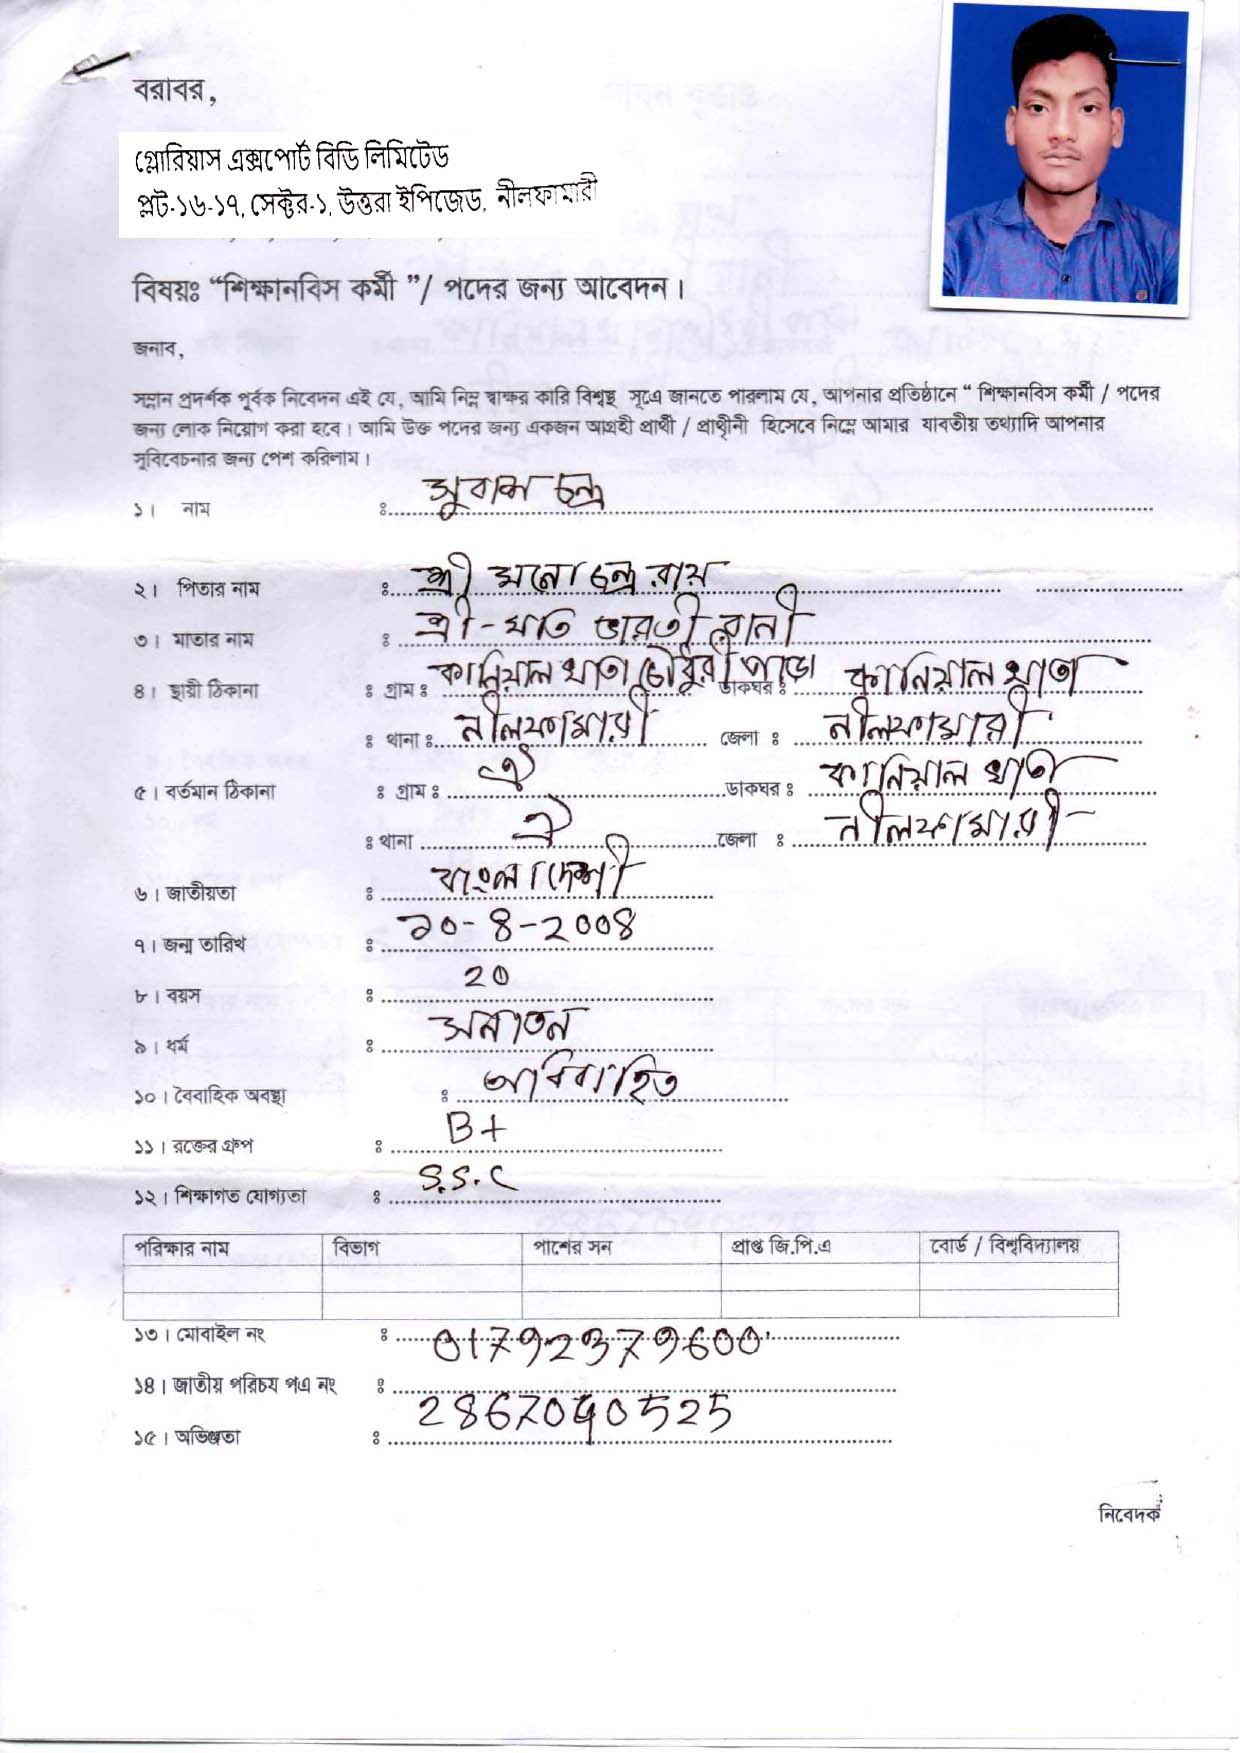 বরাবর,
গ্লোরিয়াস এক্সপোর্ট বিডি লিমিটেড
প্লট-১৬-১৭, সেক্টর-১, উত্তরা ইপিজেড, নীলফামারী
বিষয়ঃ “শিক্ষানবিস কর্মী ”/ পদের জন্য আবেদন।
জনাব,
সম্নান প্রদর্শক পূর্বক নিবেদন এই যে, আমি নিম্ন স্বাক্ষর কারি বিশ্বস্থ সূএে জানতে পারলাম যে, আপনার প্রতিষ্ঠানে “ শিক্ষানবিস কর্মী / পদের
জন্য লোক নিয়োগ করা হবে। আমি উক্ত পদের জন্য একজন আগ্রহী প্রার্থী / প্রাথীনী হিসেবে নিম্নে আমার যাবতীয় তথ্যাদি আপনার
সুবিবেচনার জন্য পেশ করিলাম।
১। নাম ঃ সুবাস চন্দ্র
২। পিতার নাম ঃ শ্রী মনো চন্দ্র রায়
৩। মাতার নাম ঃ শ্রী-মতি ভারতী রানী
৪। স্থায়ী ঠিকানা ঃ গ্রাম ঃ কানিয়াল খাতা চৌধুরী পাড়া ডাকঘর ঃ কানিয়াল খাতা
ঃ থানা ঃ নীলফামারী জেলা ঃ নীলফামারী
৫। বর্তমান ঠিকানা ঃ গ্রাম ঃ ঐ ডাকঘর ঃ কানিয়াল খাতা
ঃ থানা ঐ জেলা ঃ নীলফামারী
৬। জাতীয়তা ঃ বাংলাদেশী
৭। জন্ম তারিখ ঃ ১০-8-2008
৮। বয়স ঃ 20
৯। ধর্ম ঃ সনাতন
১০। বৈবাহিক অবস্থা ঃ অবিবাহিত
১১। রক্তের গ্রুপ ঃ B+
১২। শিক্ষাগত যোগ্যতা ঃ S.S.C
পরিক্ষার নাম বিভাগ পাশের সন প্রাপ্ত জি.পি.এ বোর্ড / বিশ্ববিদ্যালয়
১৩। মোবাইল নং ঃ 01792379600
১৪। জাতীয় পরিচয় পএ নং ঃ
2867090525
১৫। অভিজ্ঞতা ঃ
নিবেদক